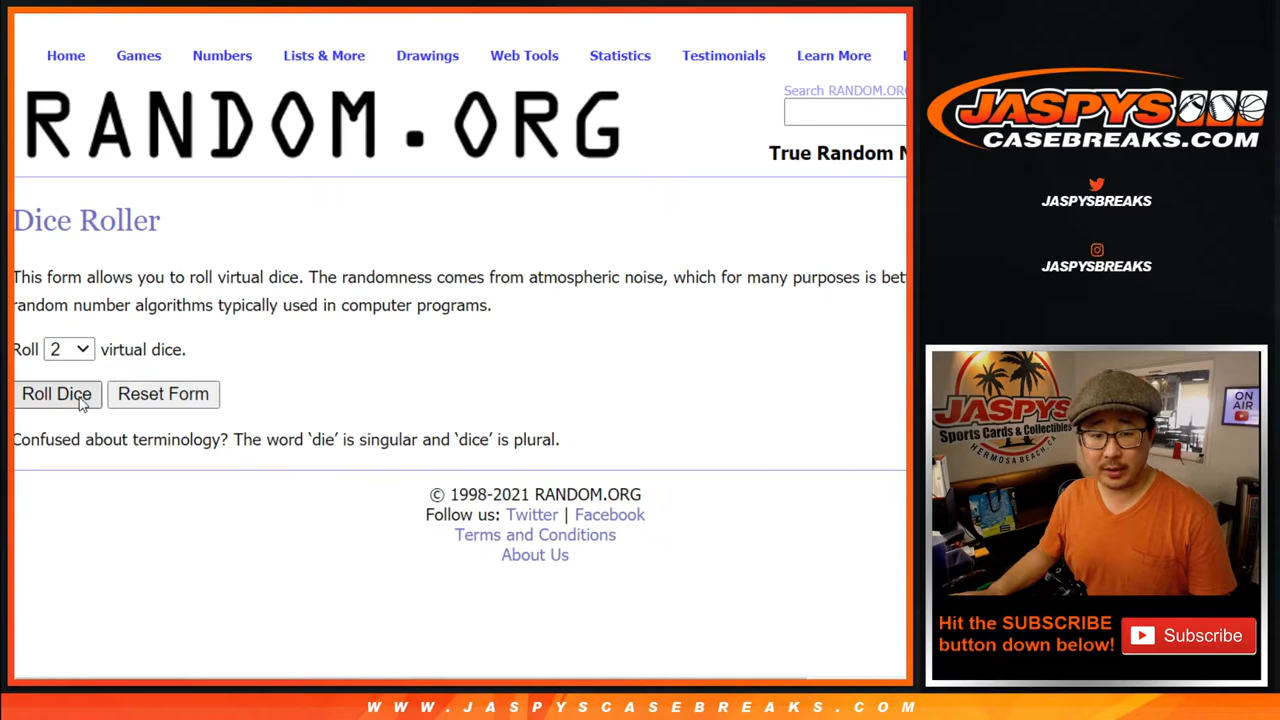 Home Games Numbers Lists & More Drawings Web Tools Statistics Testimonials Learn More
Search RANDOM.ORG
RANDOM.ORG
True Random N
Dice Roller
This form allows you to roll virtual dice. The randomness comes from atmospheric noise, which for many purposes is bet
random number algorithms typically used in computer programs.
Roll 2 virtual dice.
Roll Dice Reset Form
Confused about terminology? The word ‘die’ is singular and ‘dice’ is plural.
© 1998-2021 RANDOM.ORG
Follow us: Twitter | Facebook
Terms and Conditions
About Us
JASPYS
CASEBREAKS.COM
JASPYSBREAKS
JASPYSBREAKS
JASPYS
Sports Cards & Collectibles
HERMOSA BEACH, CA
ON
AIR
Hit the SUBSCRIBE
button down below!
Subscribe
WWW.JASPYSCASEBREAKS.COM